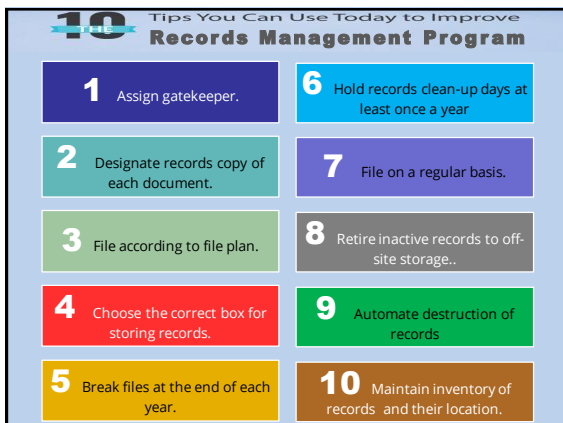 THE 10 Tips You Can Use Today to Improve
Records Management Program
1 Assign gatekeeper.
2 Designate records copy of
each document.
3 File according to file plan.
4 Choose the correct box for
storing records.
5 Break files at the end of each
year.
6 Hold records clean-up days at
least once a year
7 File on a regular basis.
8 Retire inactive records to off-
site storage..
9 Automate destruction of
records
10 Maintain inventory of
records and their location.